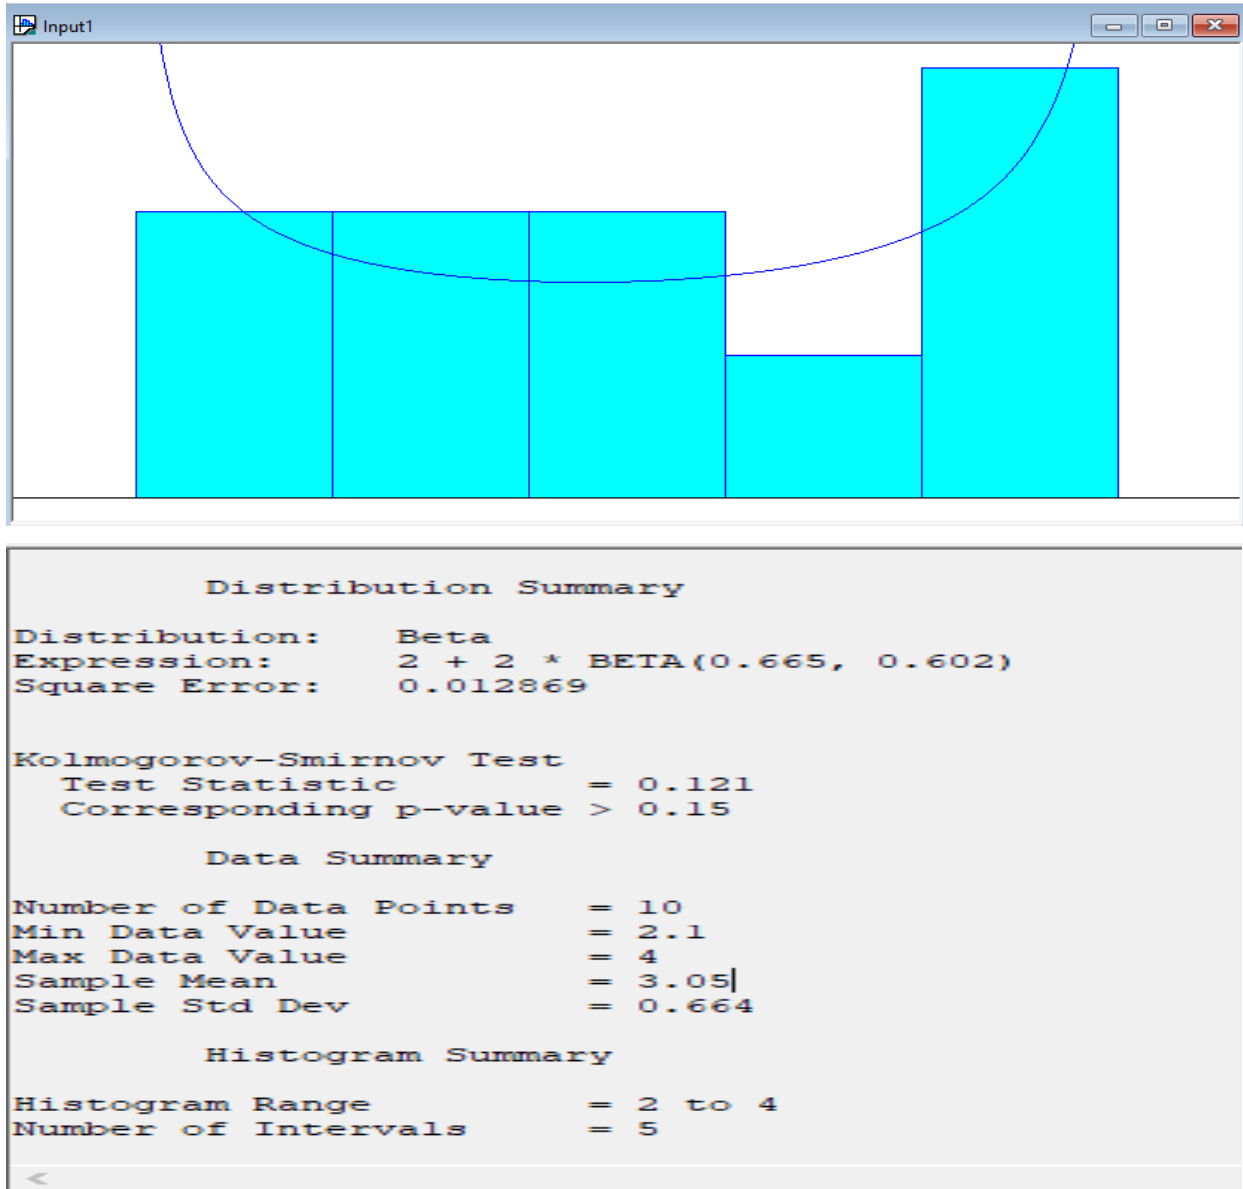 Input1
Distribution Summary
Distribution: Beta
Expression: 2 + 2 * BETA(0.665, 0.602)
Square Error: 0.012869
Kolmogorov-Smirnov Test
Test Statistic = 0.121
Corresponding p-value > 0.15
Data Summary
Number of Data Points = 10
Min Data Value = 2.1
Max Data Value = 4
Sample Mean = 3.05
Sample Std Dev = 0.664
Histogram Summary
Histogram Range = 2 to 4
Number of Intervals = 5